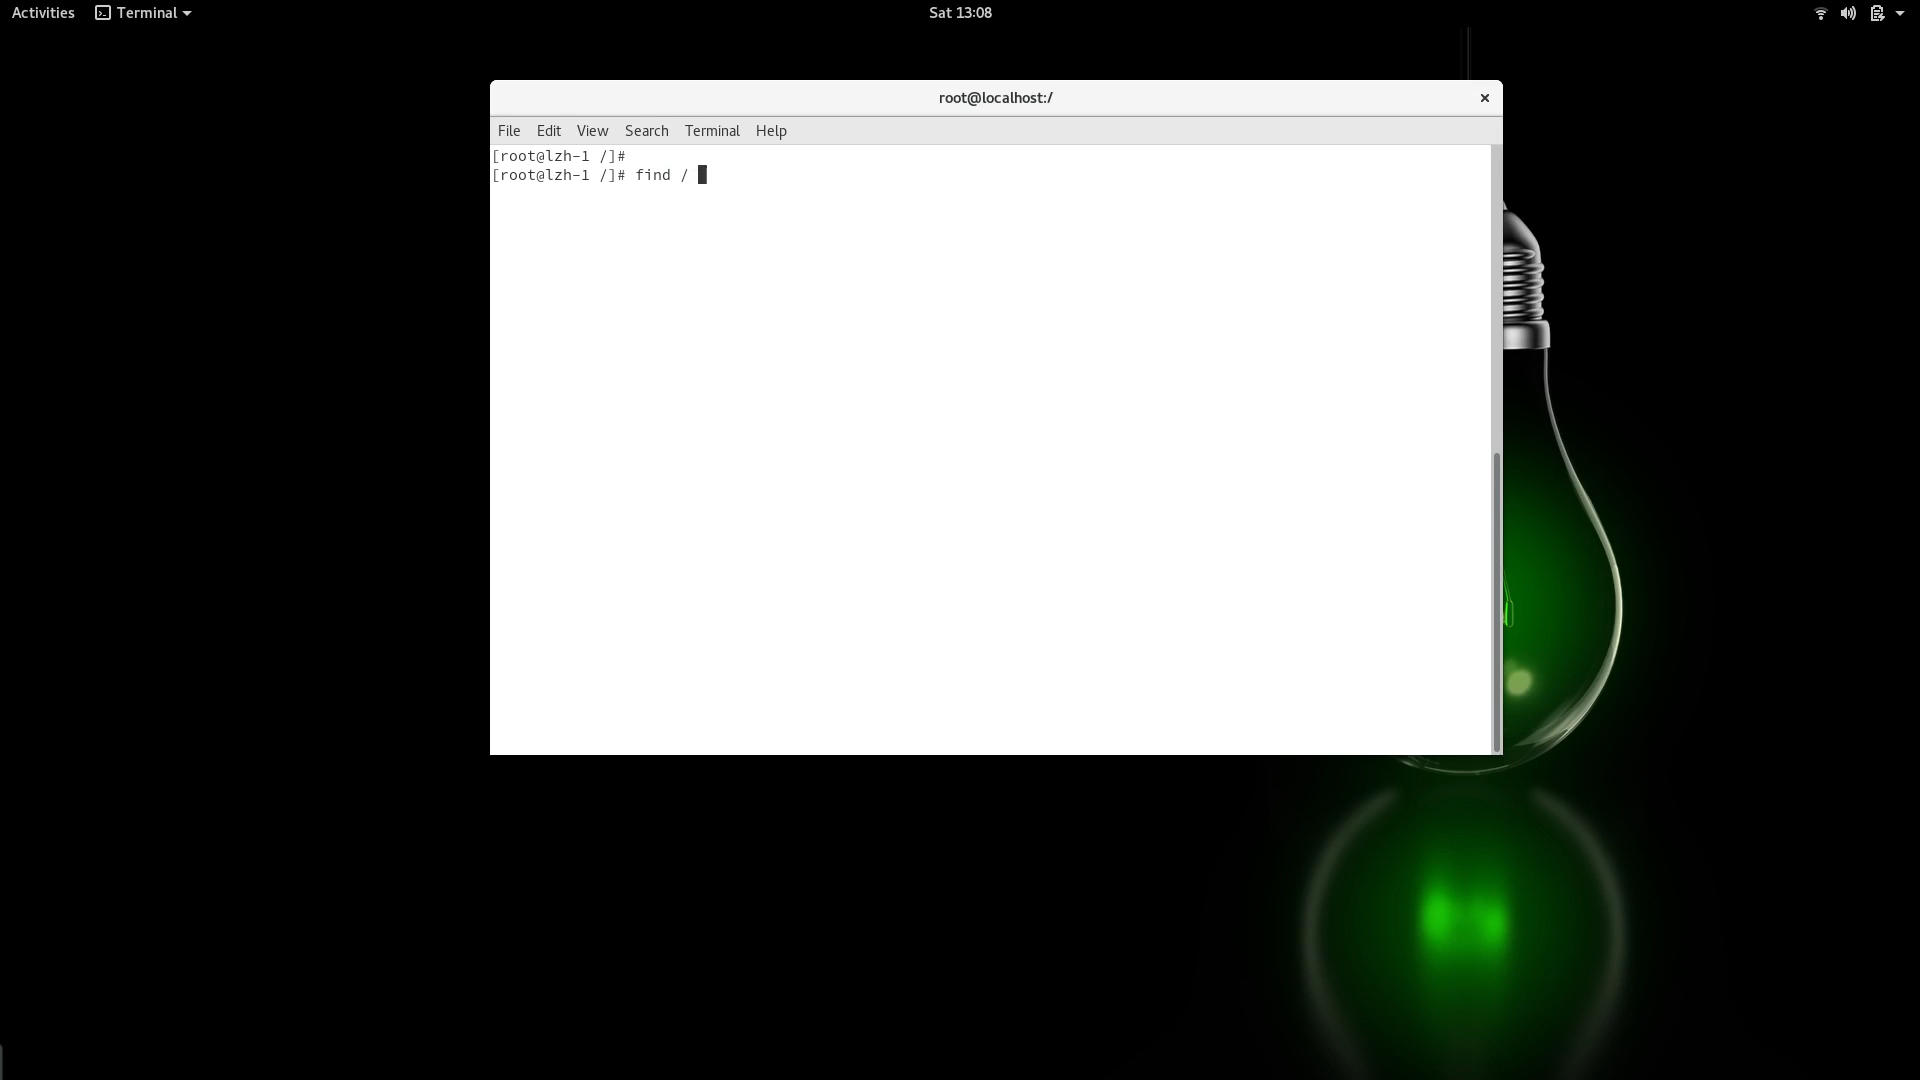 Activities Terminal Sat 13:08
root@localhost:/
File Edit View Search Terminal Help
[root@lzh-1 /]#
[root@lzh-1 /]# find /